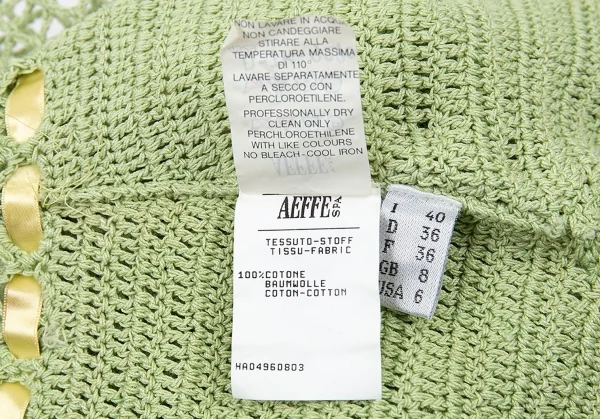 NON LAVARE IN ACQUA
NON CANDEGGIARE
STIRARE ALLA
TEMPERATURA MASSIMA
DI 110°
LAVARE SEPARATAMENTE
A SECCO CON
PERCLOROETILENE.
PROFESSIONALLY DRY
CLEAN ONLY
PERCHLOROETHILENE
WITH LIKE COLOURS
NO BLEACH-COOL IRON
AEFFE SPA
TESSUTO-STOFF
TISSU-FABRIC
100%COTONE
BAUMWOLLE
COTON-COTTON
HA04960803
I 40
D 36
F 36
GB 8
USA 6